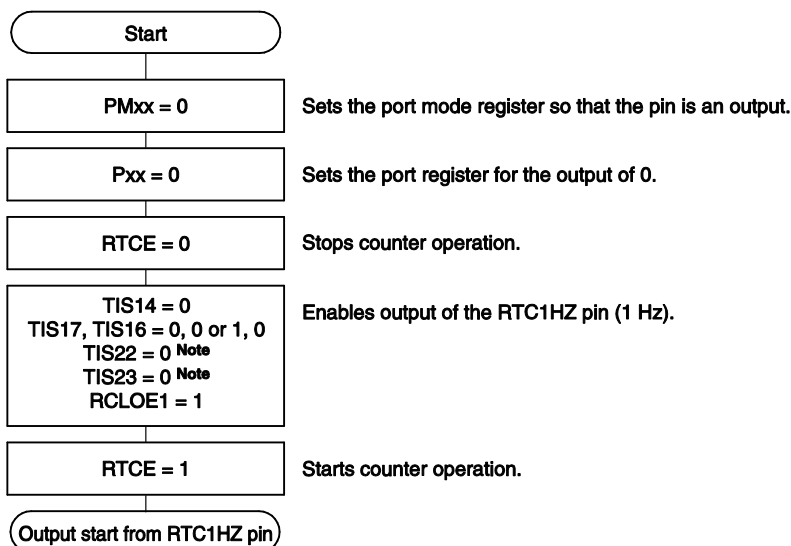 Start
PMxx = 0
Sets the port mode register so that the pin is an output.
Pxx = 0
Sets the port register for the output of 0.
RTCE = 0
Stops counter operation.
TIS14 = 0
TIS17, TIS16 = 0, 0 or 1, 0
TIS22 = 0 Note
TIS23 = 0 Note
RCLOE1 = 1
Enables output of the RTC1HZ pin (1 Hz).
RTCE = 1
Starts counter operation.
Output start from RTC1HZ pin